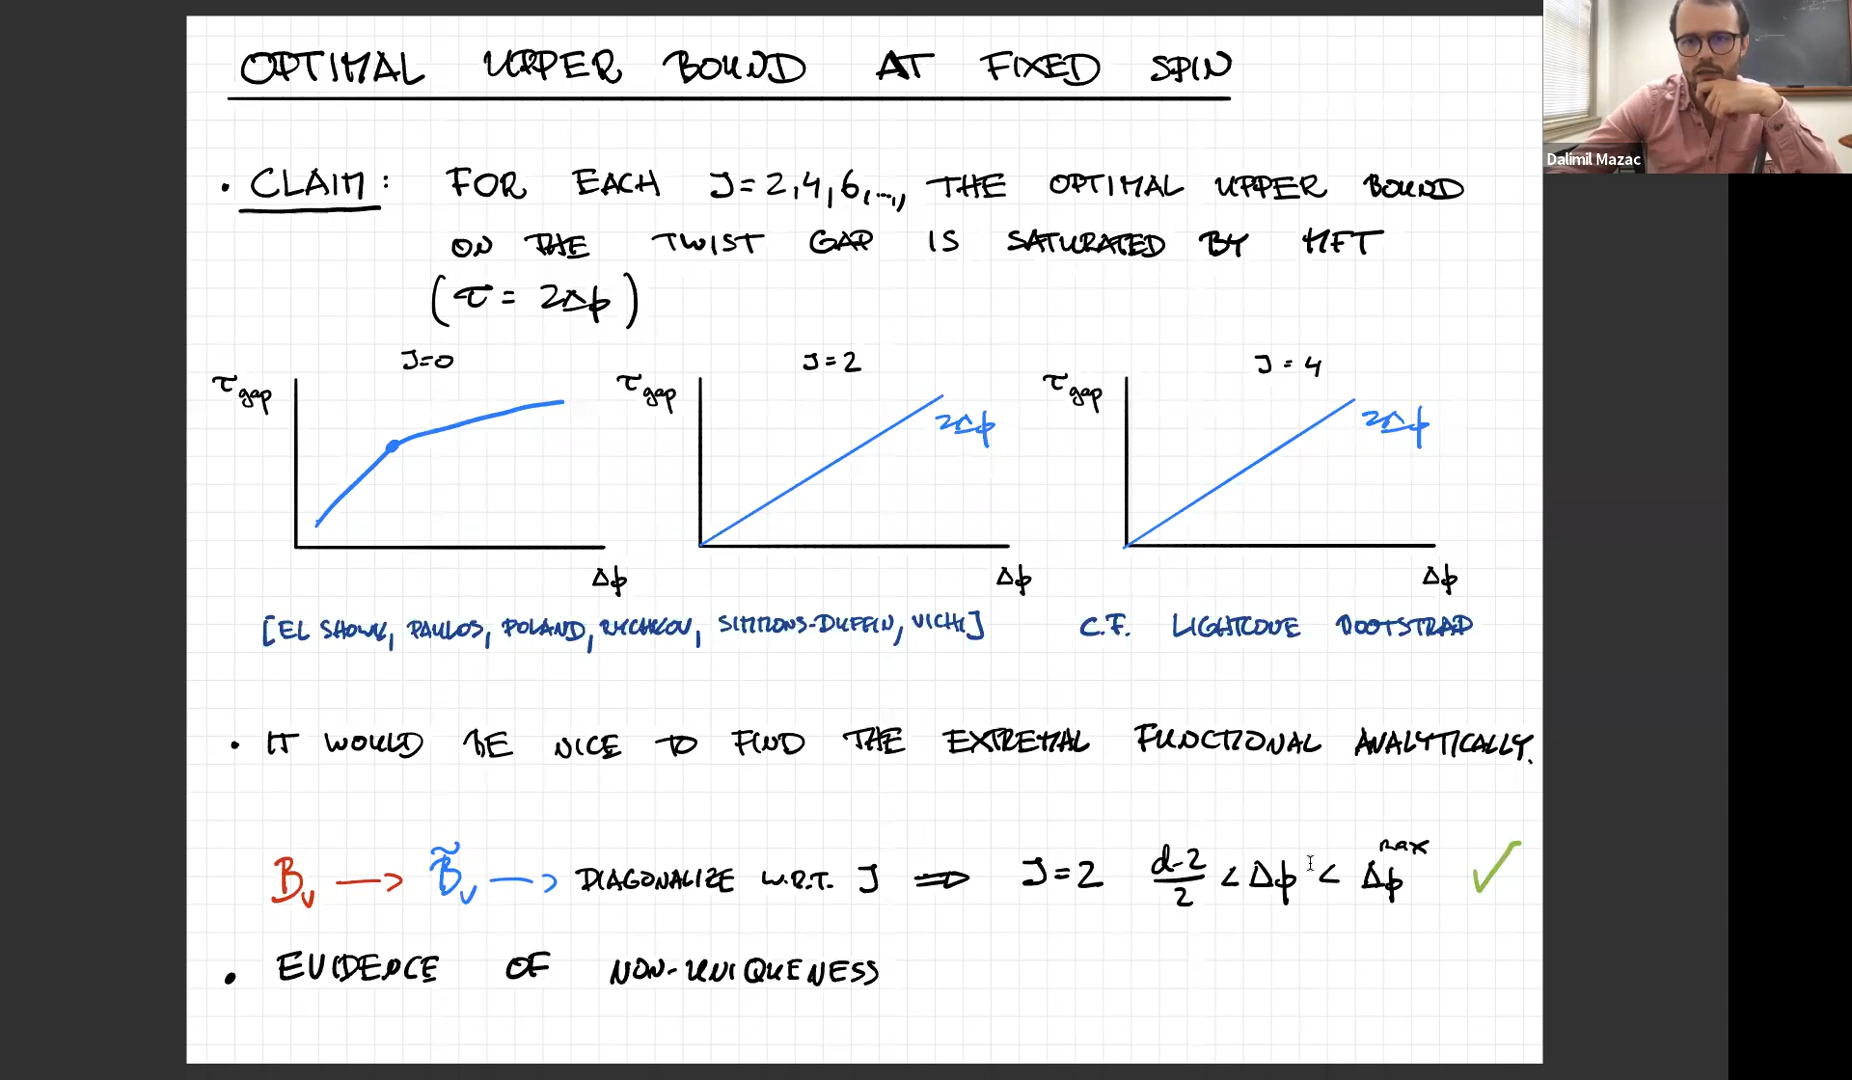 OPTIMAL UPPER BOUND AT FIXED SPIN
Dalimil Mazac
• CLAIM: FOR EACH J=2,4,6,..., THE OPTIMAL UPPER BOUND
ON THE TWIST GAP IS SATURATED BY MFT
(τ = 2Δϕ)
J=0
J=2
J=4
τgap
τgap
τgap
2Δϕ
2Δϕ
Δϕ
Δϕ
Δϕ
[EL SHOWK, PAULOS, POLAND, RYCHKOV, SIMMONS-DUFFIN, VICHI]
C.F. LIGHTCONE BOOTSTRAP
• IT WOULD BE NICE TO FIND THE EXTREMAL FUNCTIONAL ANALYTICALLY.
B_v → B̃_v → DIAGONALIZE W.R.T. J ⇒ J=2 (d-2)/2 < Δϕ < Δϕ^max ✓
• EVIDENCE OF NON-UNIQUENESS